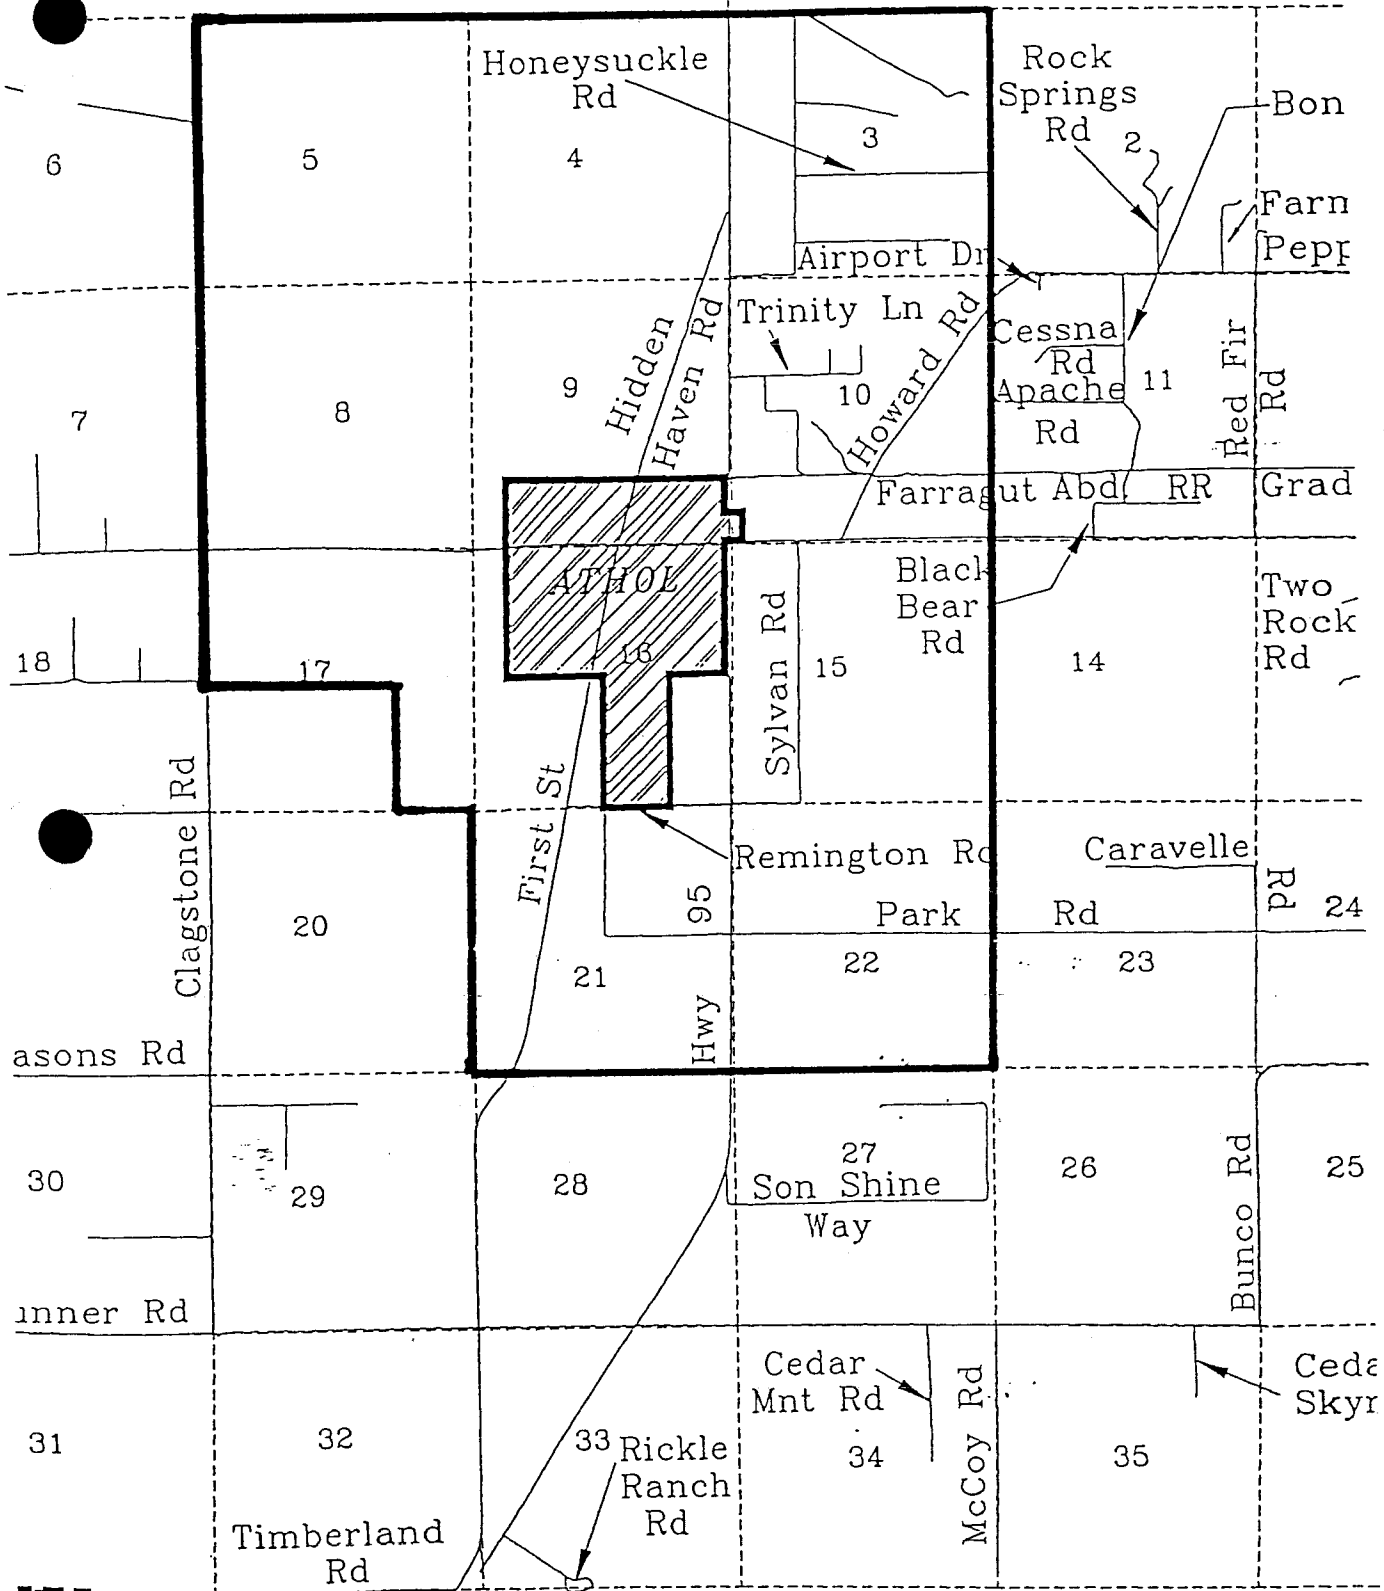 Honeysuckle
Rd
Rock
Springs
Rd
Bon
3
2
6
5
4
Farn
Pepp
Airport Dr
Trinity Ln
Hidden
Haven Rd
Howard Rd
Cessna
Rd
Apache
Rd
Red Fir
Rd
7
8
9
10
11
Farragut Abd. RR Grad
ATHOL
Black
Bear
Rd
Two
Rock
Rd
18
17
16
15
14
Sylvan Rd
Clagstone Rd
First St
Remington Rd
Caravelle
Rd
95
Hwy
Park Rd
20
21
22
23
24
asons Rd
30
29
28
27
26
25
Son Shine
Way
Bunco Rd
unner Rd
Cedar
Mnt Rd
McCoy Rd
Ceda
Skyr
31
32
33
34
35
Rickle
Ranch
Rd
Timberland
Rd